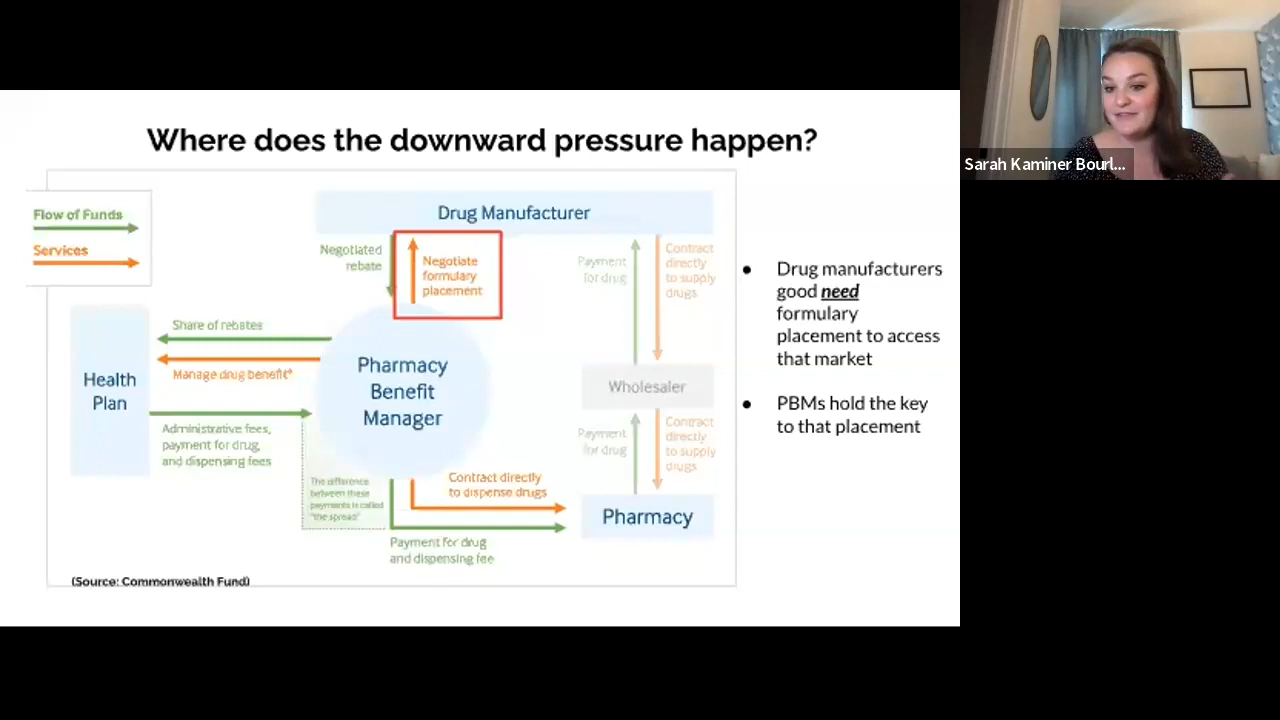 Where does the downward pressure happen?
Flow of Funds
Services
Drug Manufacturer
Negotiated
rebate
Negotiate
formulary
placement
Payment
for drug
Contract
directly
to supply
drugs
Share of rebates
Manage drug benefit*
Health
Plan
Pharmacy
Benefit
Manager
Wholesaler
Administrative fees,
payment for drug,
and dispensing fees
The difference
between these
payments is called
"the spread"
Contract directly
to dispense drugs
Payment
for drug
Contract
directly
to supply
drugs
Pharmacy
Payment for drug
and dispensing fee
(Source: Commonwealth Fund)
● Drug manufacturers
good need
formulary
placement to access
that market
● PBMs hold the key
to that placement
Sarah Kaminer Bourl...